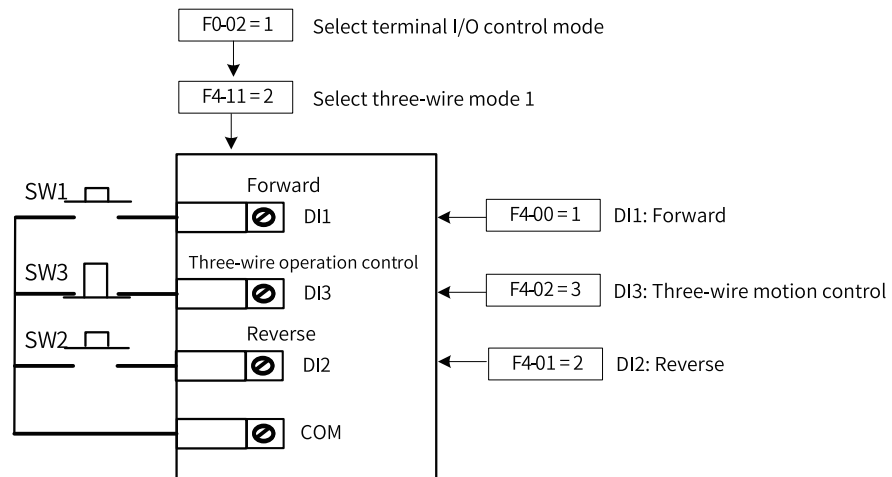 F0-02 = 1 Select terminal I/O control mode
F4-11 = 2 Select three-wire mode 1
SW1 Forward
DI1 F4-00 = 1 DI1: Forward
SW3 Three-wire operation control
DI3 F4-02 = 3 DI3: Three-wire motion control
SW2 Reverse
DI2 F4-01 = 2 DI2: Reverse
COM